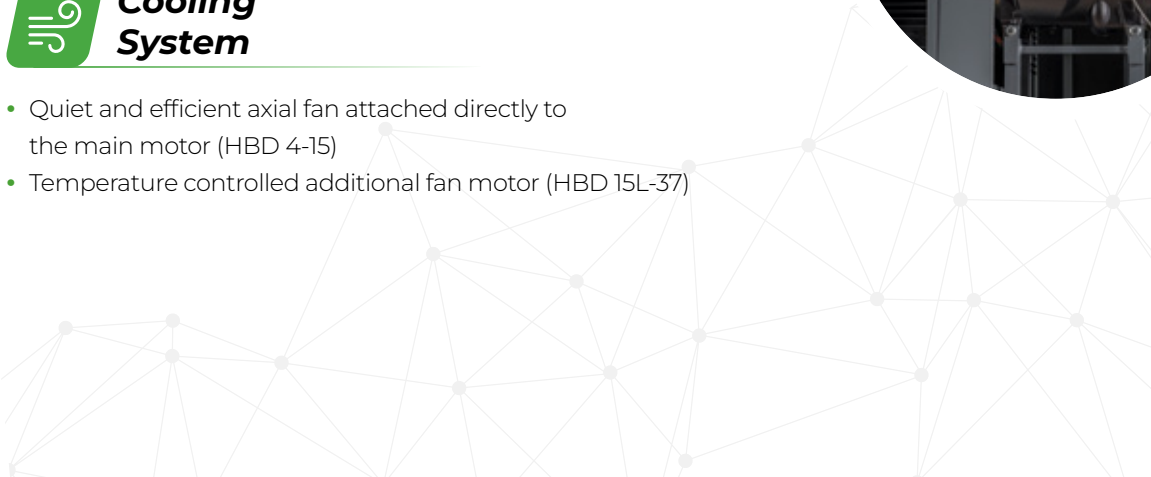 Cooling
System
• Quiet and efficient axial fan attached directly to
the main motor (HBD 4-15)
• Temperature controlled additional fan motor (HBD 15L-37)